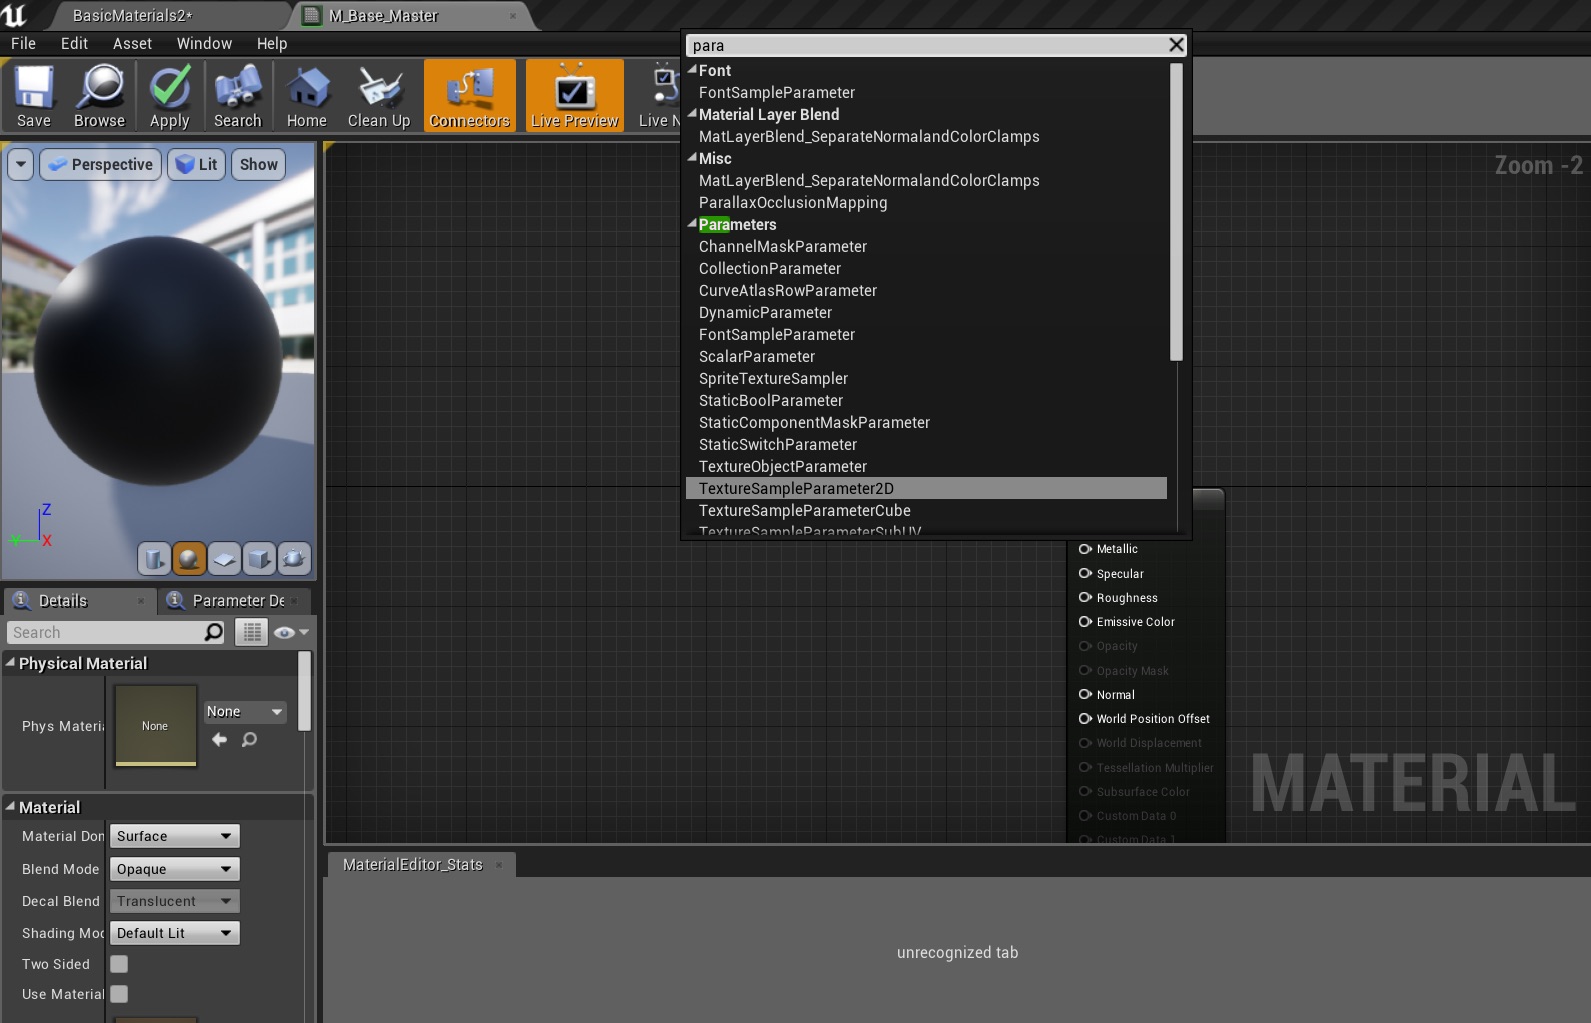 BasicMaterials2*
M_Base_Master
File Edit Asset Window Help
Save Browse Apply Search Home Clean Up Connectors Live Preview Live N
para
Font
FontSampleParameter
Material Layer Blend
MatLayerBlend_SeparateNormalandColorClamps
Misc
MatLayerBlend_SeparateNormalandColorClamps
ParallaxOcclusionMapping
Parameters
ChannelMaskParameter
CollectionParameter
CurveAtlasRowParameter
DynamicParameter
FontSampleParameter
ScalarParameter
SpriteTextureSampler
StaticBoolParameter
StaticComponentMaskParameter
StaticSwitchParameter
TextureObjectParameter
TextureSampleParameter2D
TextureSampleParameterCube
TextureSampleParameterSubUV
Perspective Lit Show
Zoom -2
Z
Y X
Metallic
Specular
Roughness
Emissive Color
Opacity
Opacity Mask
Normal
World Position Offset
World Displacement
Tessellation Multiplier
Subsurface Color
Custom Data 0
Custom Data 1
MATERIAL
Details Parameter De
Search
Physical Material
Phys Materi None None
Material
Material Don Surface
Blend Mode Opaque
Decal Blend Translucent
Shading Mod Default Lit
Two Sided
Use Material
MaterialEditor_Stats
unrecognized tab